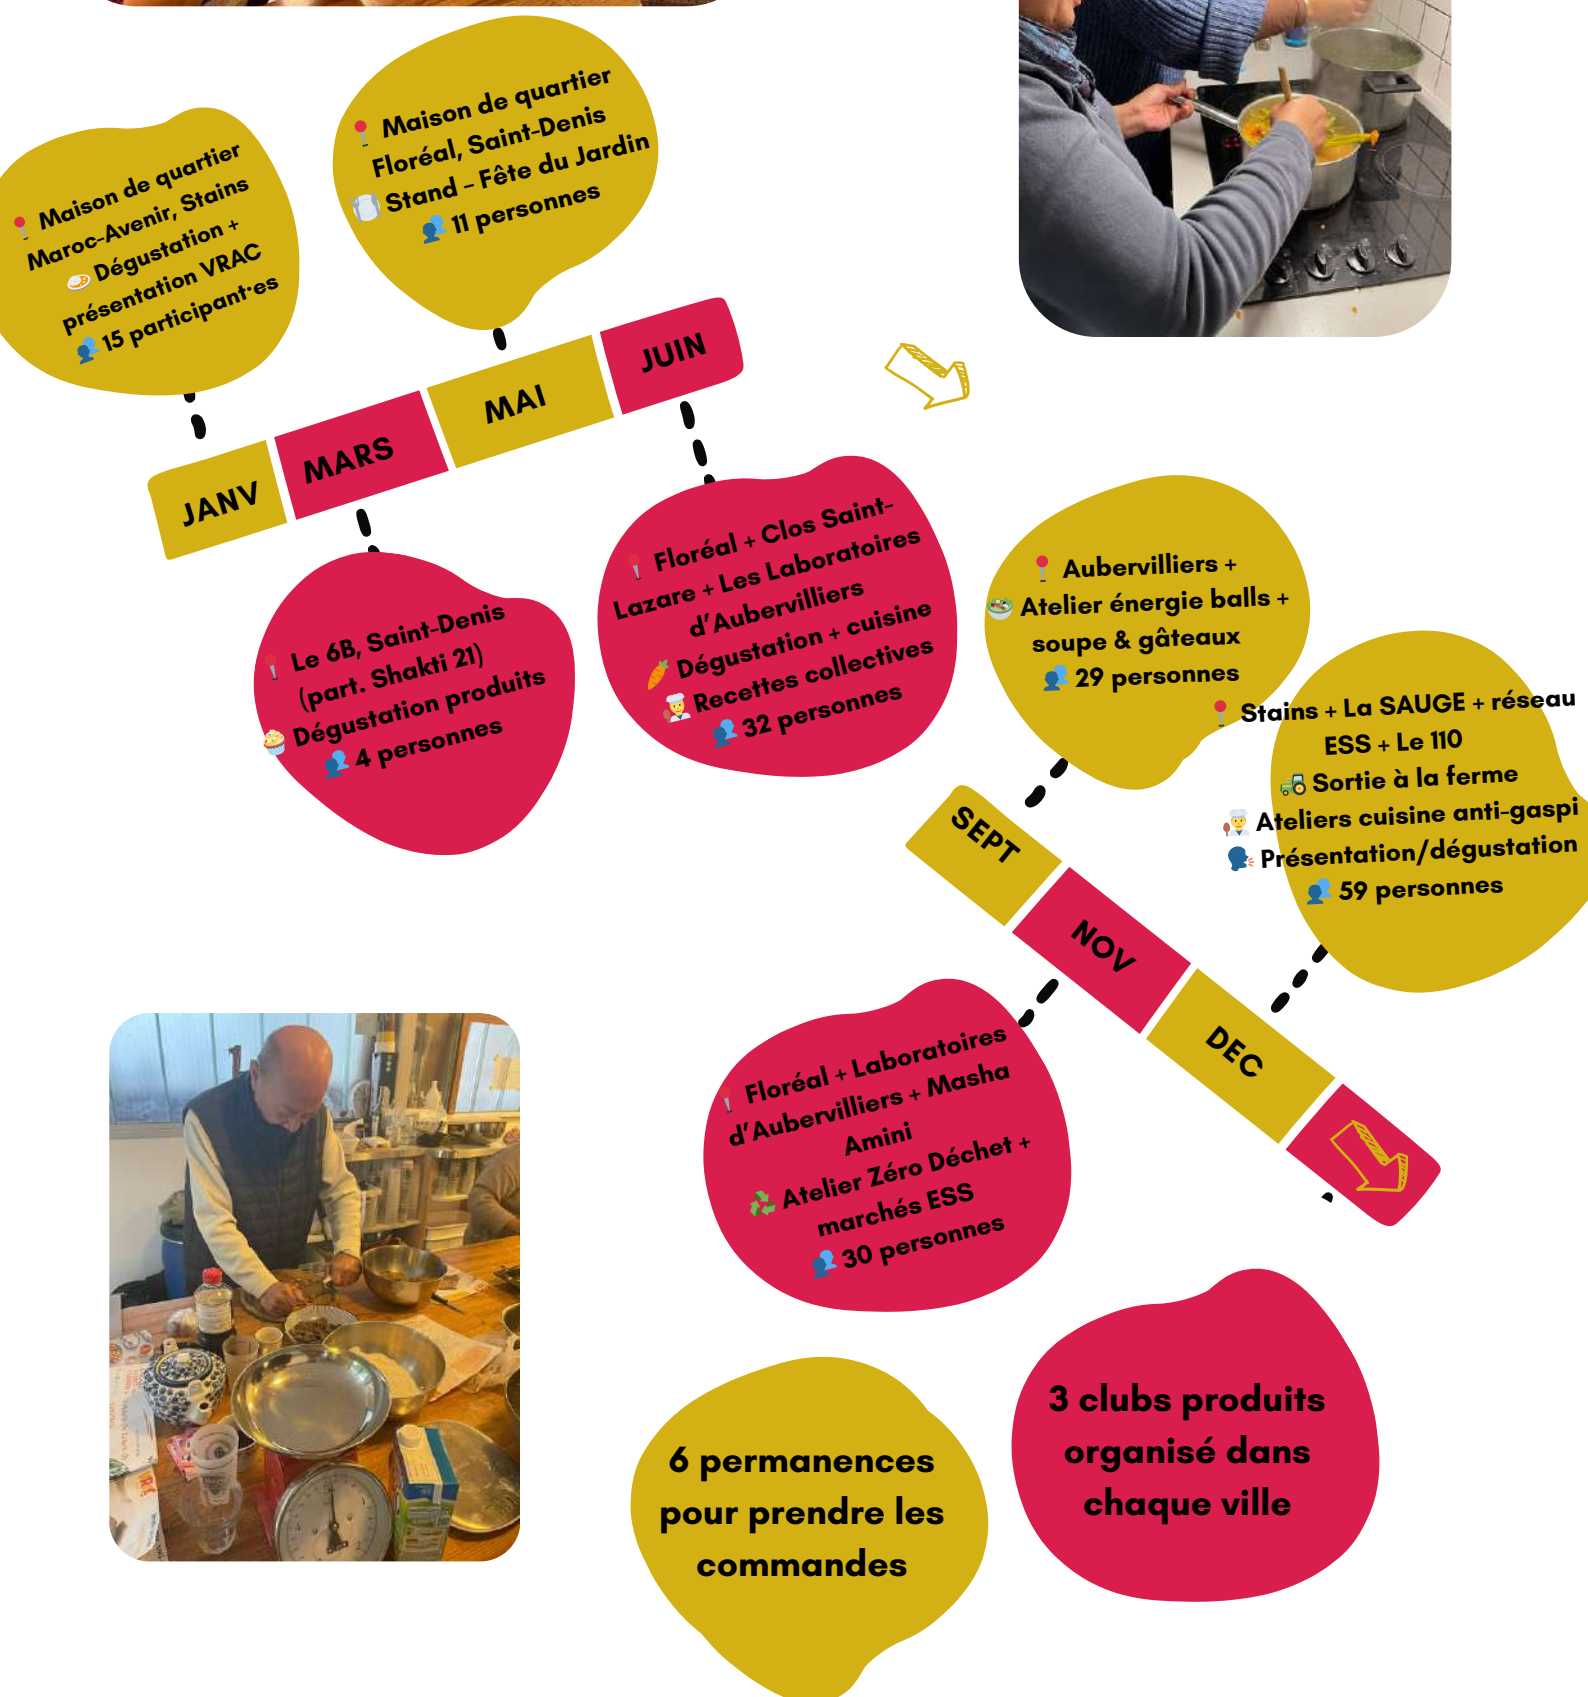 📍 Maison de quartier
Maroc-Avenir, Stains
🍛 Dégustation +
présentation VRAC
👥 15 participant·es
📍 Maison de quartier
Floréal, Saint-Denis
🍽️ Stand – Fête du Jardin
👥 11 personnes
JANV
MARS
MAI
JUIN
📍 Le 6B, Saint-Denis
(part. Shakti 21)
🧁 Dégustation produits
👥 4 personnes
📍 Floréal + Clos Saint-
Lazare + Les Laboratoires
d’Aubervilliers
🥕 Dégustation + cuisine
🧑‍🍳 Recettes collectives
👥 32 personnes
📍 Aubervilliers +
🥗 Atelier énergie balls +
soupe & gâteaux
👥 29 personnes
📍 Stains + La SAUGE + réseau
ESS + Le 110
🚜 Sortie à la ferme
🧑‍🍳 Ateliers cuisine anti-gaspi
🗣️ Présentation/dégustation
👥 59 personnes
SEPT
NOV
DEC
📍 Floréal + Laboratoires
d’Aubervilliers + Masha
Amini
♻️ Atelier Zéro Déchet +
marchés ESS
👥 30 personnes
6 permanences
pour prendre les
commandes
3 clubs produits
organisé dans
chaque ville